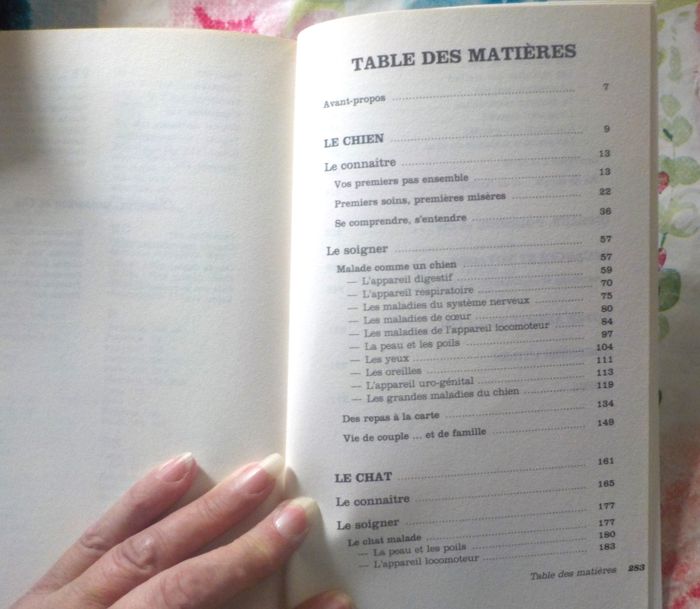 TABLE DES MATIÈRES
Avant-propos ........ 7
LE CHIEN ........ 9
Le connaître ........ 13
Vos premiers pas ensemble ........ 13
Premiers soins, premières misères ........ 22
Se comprendre, s'entendre ........ 36
Le soigner ........ 57
Malade comme un chien ........ 57
— L'appareil digestif ........ 59
— L'appareil respiratoire ........ 70
— Les maladies du système nerveux ........ 75
— Les maladies de cœur ........ 80
— Les maladies de l'appareil locomoteur ........ 84
— La peau et les poils ........ 97
— Les yeux ........ 104
— Les oreilles ........ 111
— L'appareil uro-génital ........ 113
— Les grandes maladies du chien ........ 119
Des repas à la carte ........ 134
Vie de couple ... et de famille ........ 149
LE CHAT ........ 161
Le connaître ........ 165
Le soigner ........ 177
Le chat malade ........ 177
— La peau et les poils ........ 180
— L'appareil locomoteur ........ 183
Table des matières 253